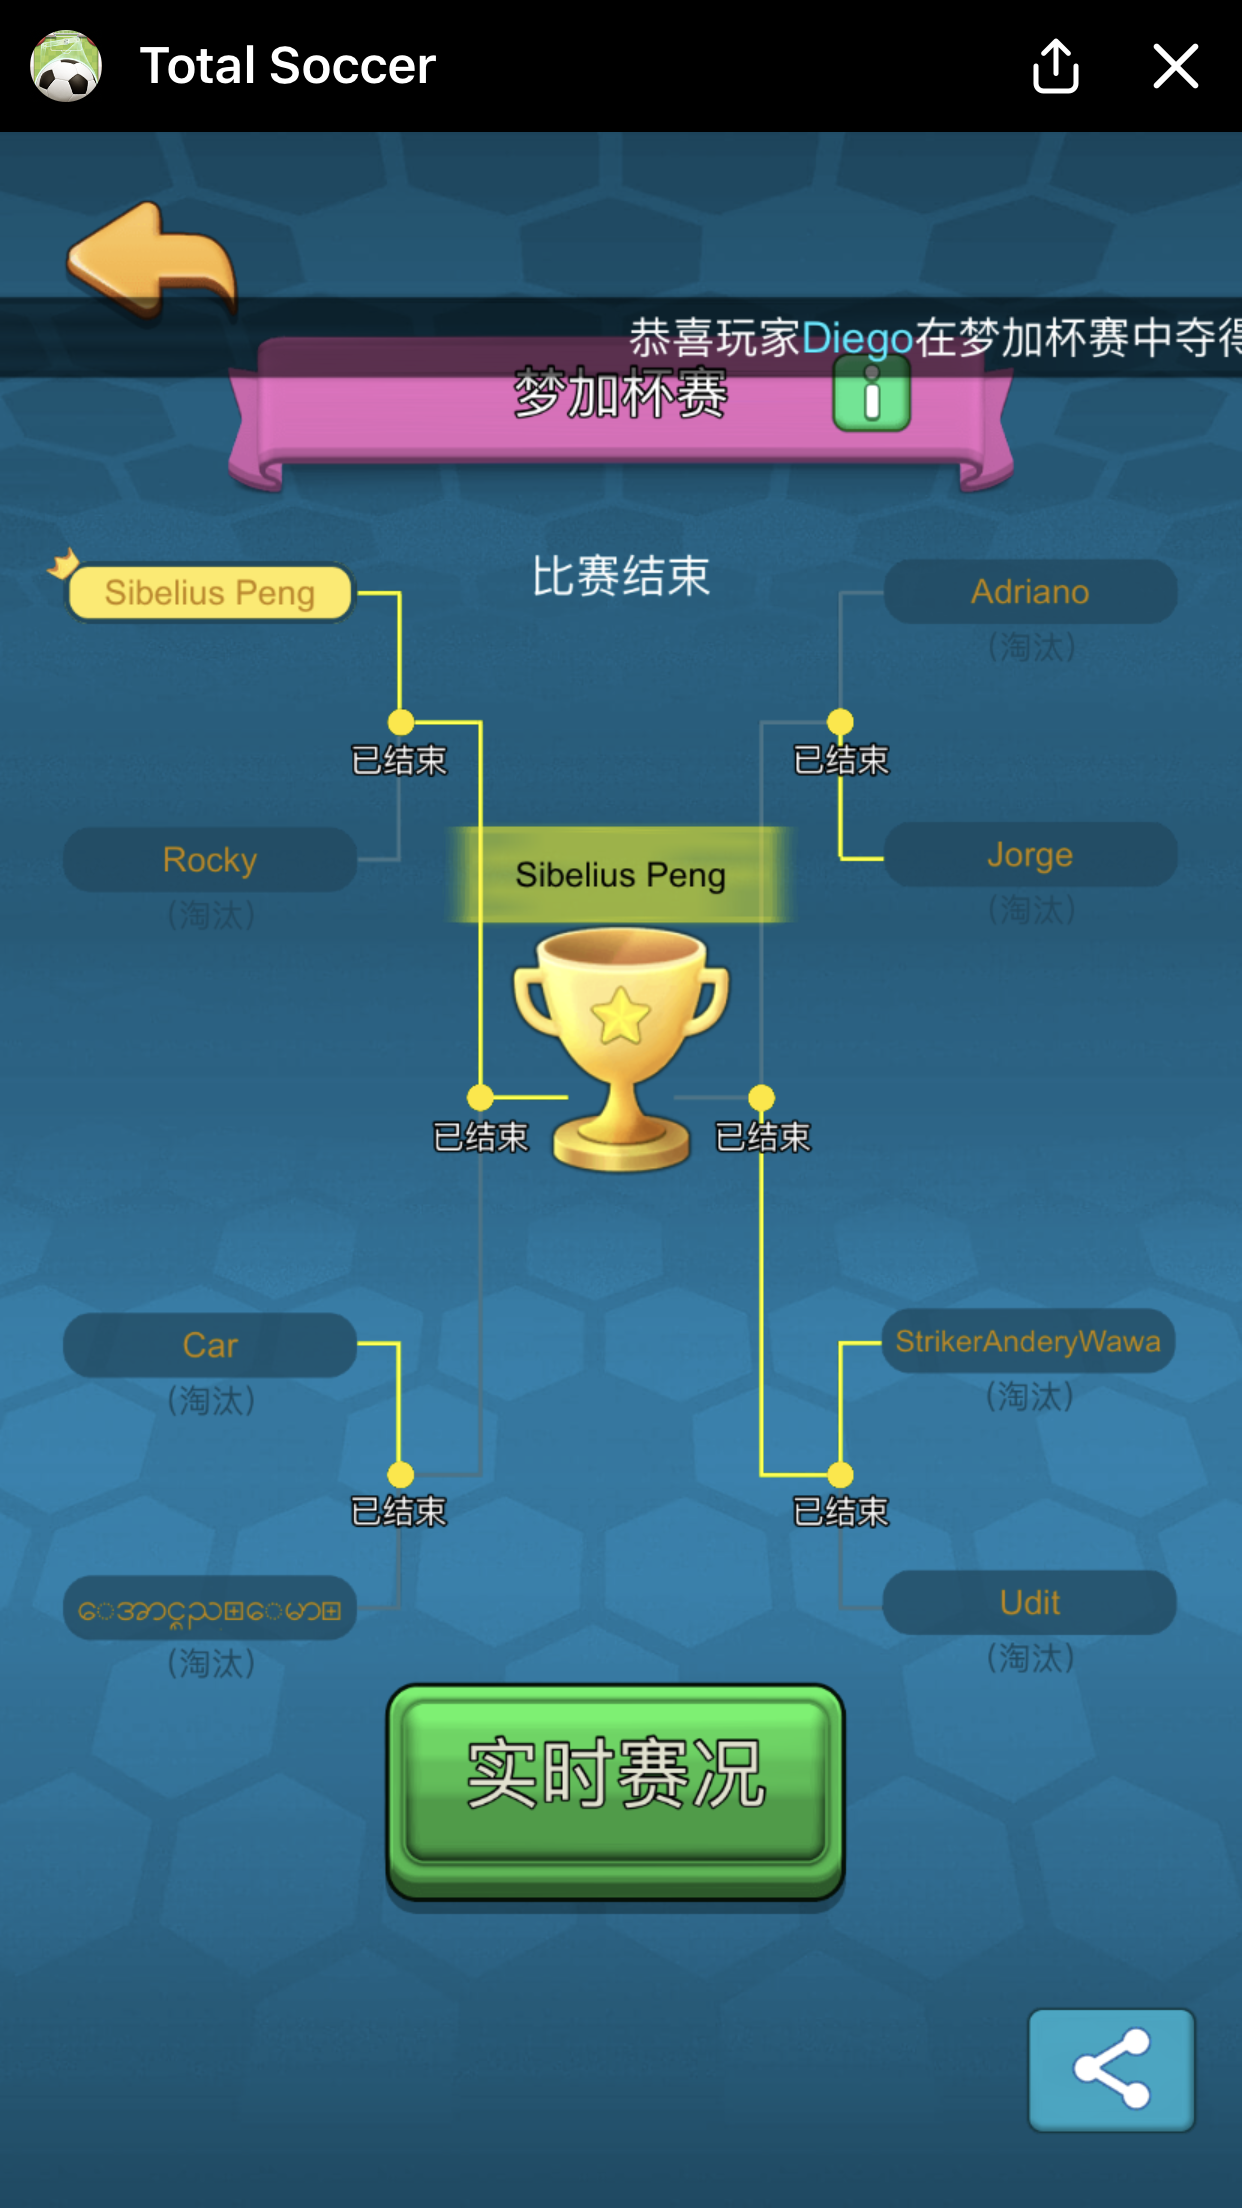 Total Soccer
恭喜玩家Diego在梦加杯赛中夺
梦加杯赛
比赛结束
Sibelius Peng
Adriano
(淘汰)
已结束
已结束
Rocky
(淘汰)
Jorge
(淘汰)
Sibelius Peng
已结束
已结束
Car
(淘汰)
StrikerAnderyWawa
(淘汰)
已结束
已结束
(淘汰)
Udit
(淘汰)
实时赛况